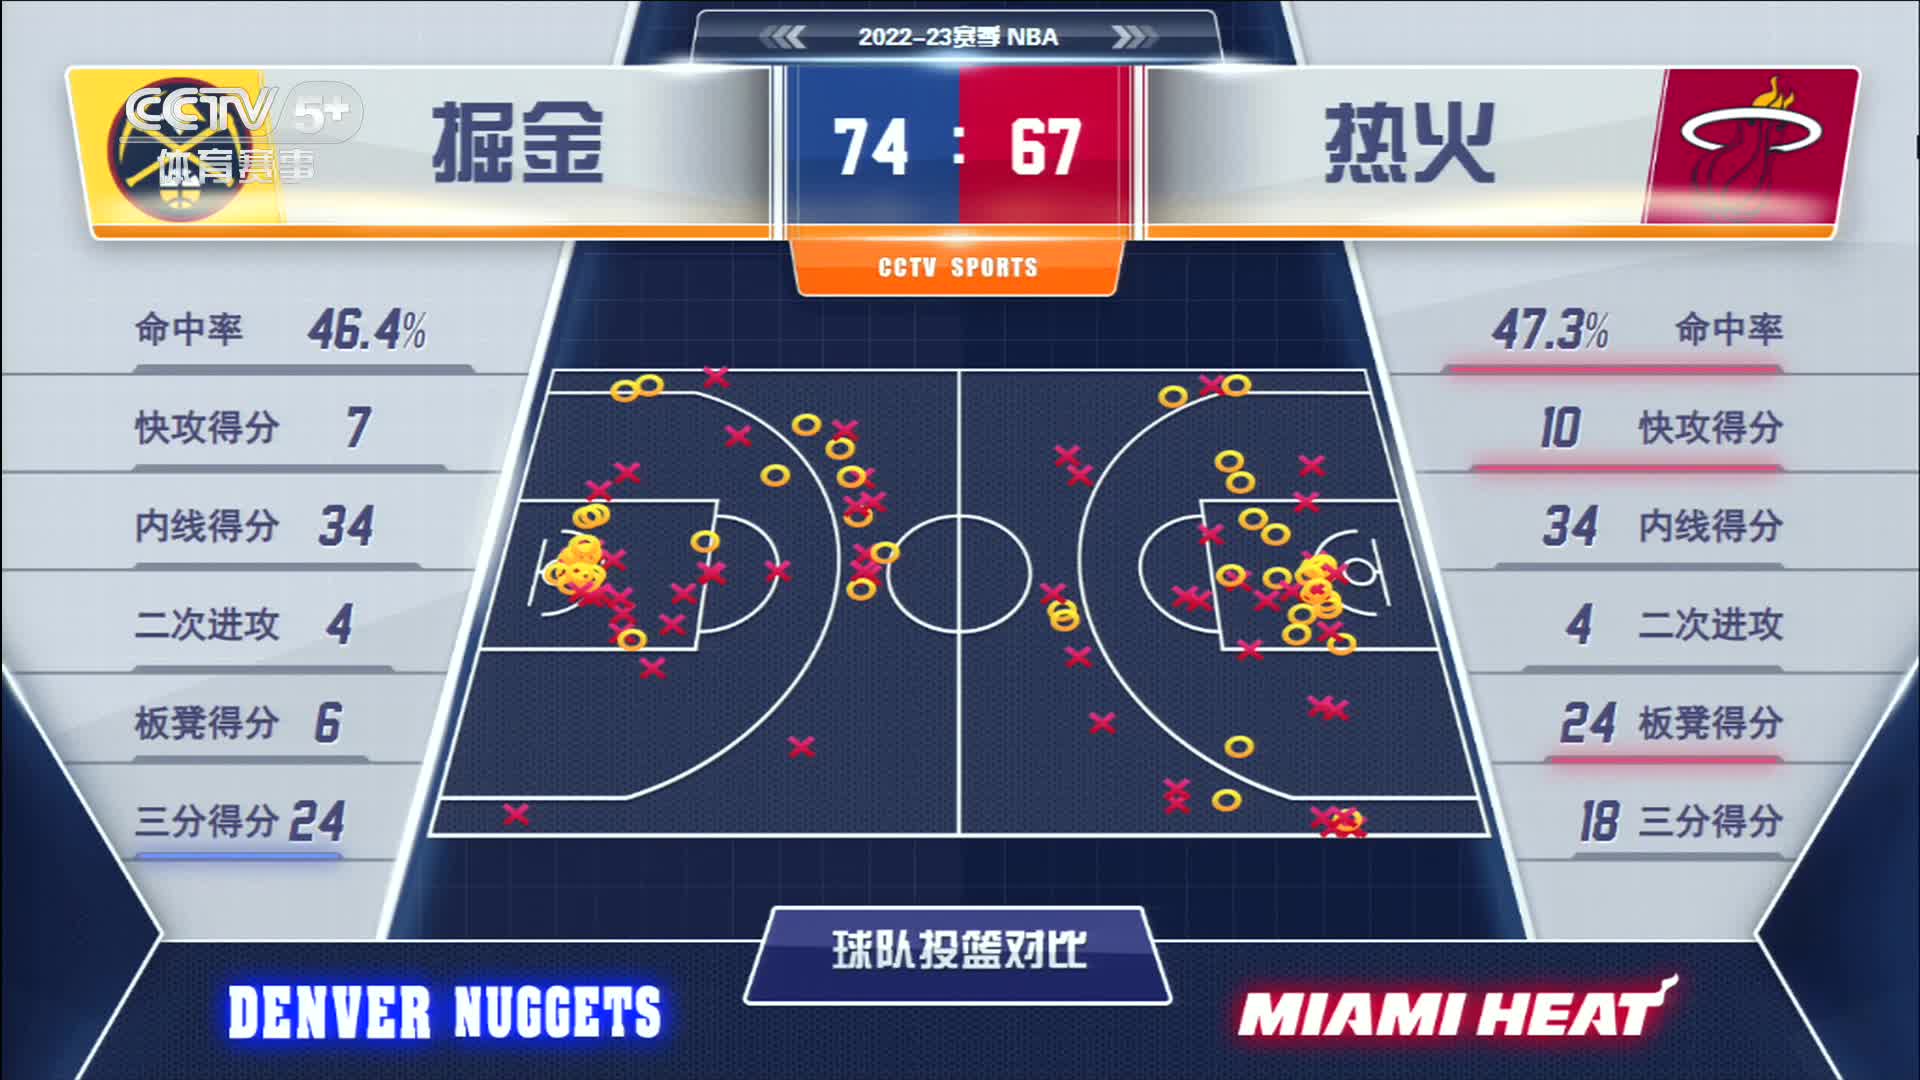 2022-23赛季 NBA
CCTV 5+
体育赛事
掘金
74 : 67
热火
CCTV SPORTS
命中率 46.4%
47.3% 命中率
快攻得分 7
10 快攻得分
内线得分 34
34 内线得分
二次进攻 4
4 二次进攻
板凳得分 6
24 板凳得分
三分得分 24
18 三分得分
球队投篮对比
DENVER NUGGETS
MIAMI HEAT